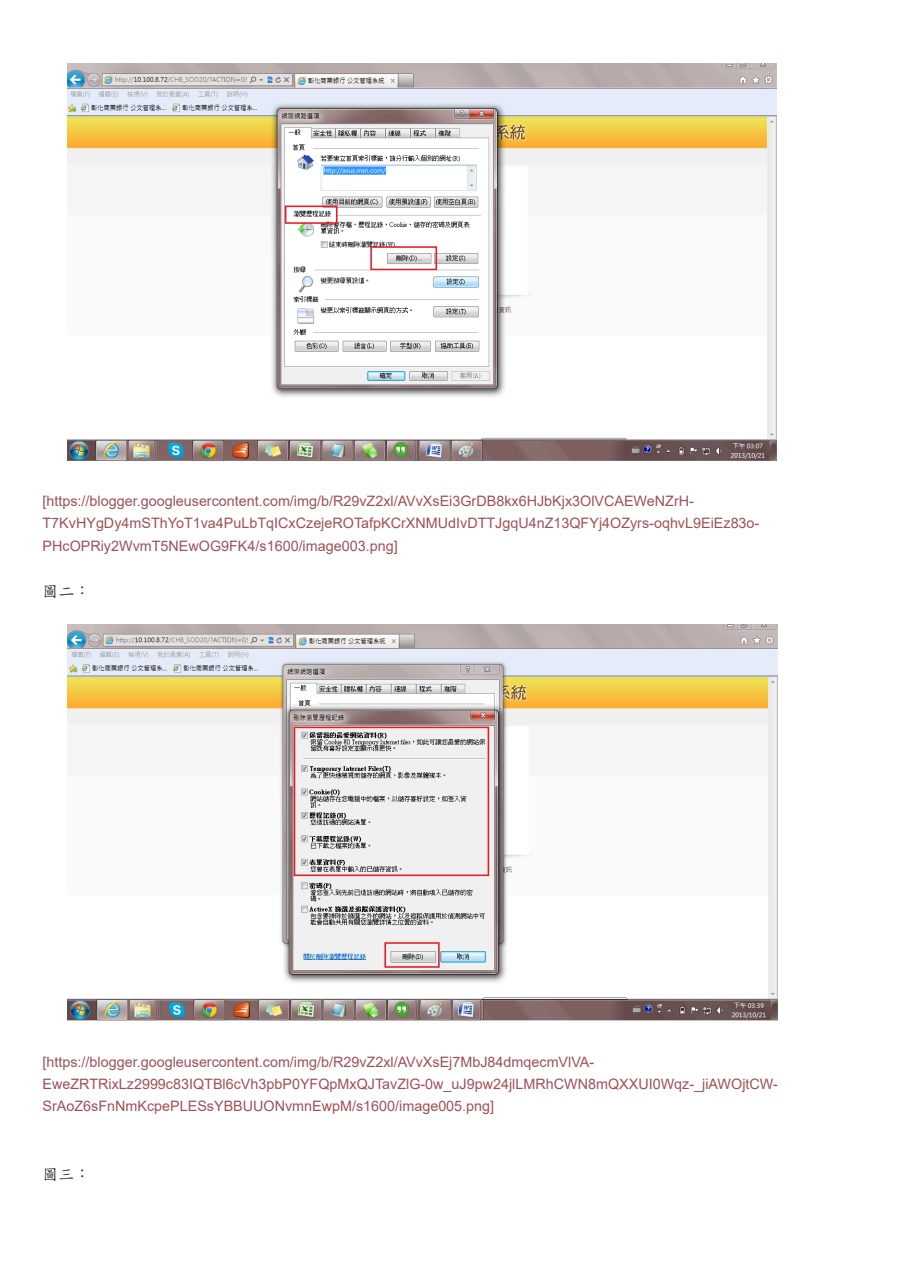 http://10.100.8.72/CHB_SOD20/?ACTION=G!
彰化商業銀行 公文管理系統
檔案(F) 編輯(E) 檢視(V) 我的最愛(A) 工具(T) 說明(H)
彰化商業銀行 公文管理系... 彰化商業銀行 公文管理系...
系統
網際網路選項
一般 安全性 隱私權 內容 連線 程式 進階
首頁
若要建立首頁索引標籤，請分行輸入個別的網址(R)
http://asus.msn.com/
使用目前的網頁(C) 使用預設值(F) 使用空白頁(B)
瀏覽歷程記錄
刪除暫存檔、歷程記錄、Cookie、儲存的密碼及網頁表
單資訊。
結束時刪除瀏覽記錄(W)
刪除(D)... 設定(S)
搜尋
變更搜尋預設值。
設定(I)
索引標籤
變更以索引標籤顯示網頁的方式。
設定(T)
資訊
外觀
色彩(O) 語言(L) 字型(N) 協助工具(E)
確定 取消 套用(A)
下午 03:07
2013/10/21
[https://blogger.googleusercontent.com/img/b/R29vZ2xl/AVvXsEi3GrDB8kx6HJbKjx3OlVCAEWeNZrH-
T7KvHYgDy4mSThYoT1va4PuLbTqICxCzejeROTafpKCrXNMUdIvDTTJgqU4nZ13QFYj4OZyrs-oqhvL9EiEz83o-
PHcOPRiy2WvmT5NEwOG9FK4/s1600/image003.png]
圖二：
http://10.100.8.72/CHB_SOD20/?ACTION=G!
彰化商業銀行 公文管理系統
檔案(F) 編輯(E) 檢視(V) 我的最愛(A) 工具(T) 說明(H)
彰化商業銀行 公文管理系... 彰化商業銀行 公文管理系...
系統
網際網路選項
一般 安全性 隱私權 內容 連線 程式 進階
首頁
刪除瀏覽歷程記錄
保留我的最愛網站資料(R)
保留 Cookie 和 Temporary Internet files，如此可讓您最愛的網站保
留既有喜好設定並顯示得更快。
Temporary Internet Files(T)
為了更快速檢視而儲存的網頁、影像及媒體複本。
Cookie(O)
網站儲存在您電腦中的檔案，以儲存喜好設定，如登入資
訊。
歷程記錄(H)
您造訪過的網站清單。
下載歷程記錄(W)
已下載之檔案的清單。
表單資料(F)
您曾在表單中輸入的已儲存資訊。
密碼(P)
當您登入到先前已造訪過的網站時，將自動填入已儲存的密
碼。
ActiveX 篩選及追蹤保護資料(K)
包含要排除於篩選之外的網站，以及追蹤保護用於偵測網站中可
能會自動共用有關您瀏覽詳情之位置的資料。
關於刪除瀏覽歷程記錄
刪除(D) 取消
下午 03:39
2013/10/21
[https://blogger.googleusercontent.com/img/b/R29vZ2xl/AVvXsEj7MbJ84dmqecmVlVA-
EweZRTRixLz2999c83IQTBl6cVh3pbP0YFQpMxQJTavZlG-0w_uJ9pw24jlLMRhCWN8mQXXUI0Wqz-_jiAWOjtCW-
SrAoZ6sFnNmKcpePLESsYBBUUONvmnEwpM/s1600/image005.png]
圖三：